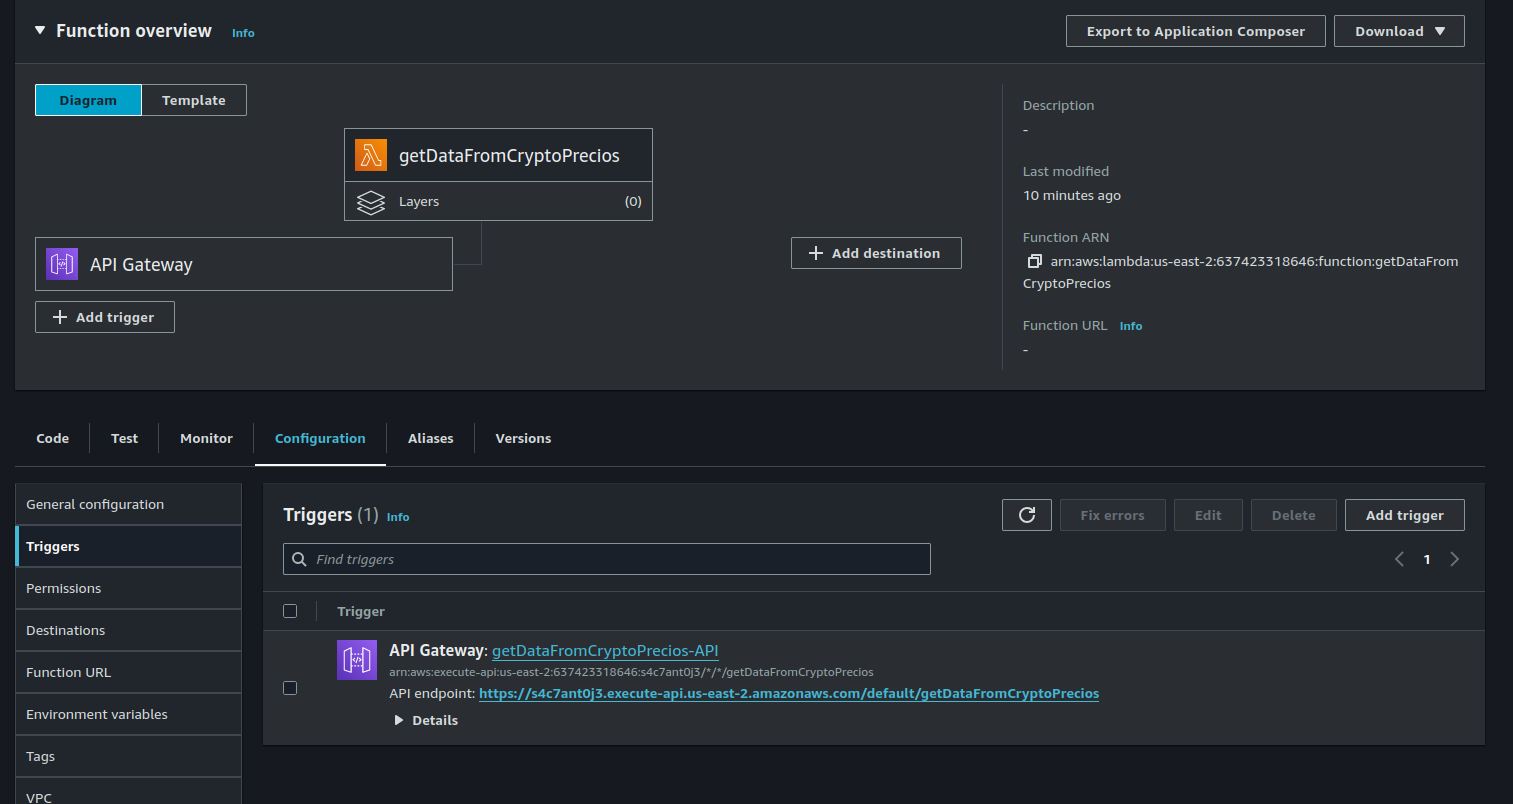 Function overview Info
Export to Application Composer
Download
Diagram
Template
getDataFromCryptoPrecios
Layers
(0)
API Gateway
Add trigger
Add destination
Description
-
Last modified
10 minutes ago
Function ARN
arn:aws:lambda:us-east-2:637423318646:function:getDataFrom
CryptoPrecios
Function URL Info
-
Code
Test
Monitor
Configuration
Aliases
Versions
General configuration
Triggers
Permissions
Destinations
Function URL
Environment variables
Tags
VPC
Triggers (1) Info
Fix errors
Edit
Delete
Add trigger
Find triggers
1
Trigger
API Gateway: getDataFromCryptoPrecios-API
arn:aws:execute-api:us-east-2:637423318646:s4c7ant0j3/*/*/getDataFromCryptoPrecios
API endpoint: https://s4c7ant0j3.execute-api.us-east-2.amazonaws.com/default/getDataFromCryptoPrecios
Details